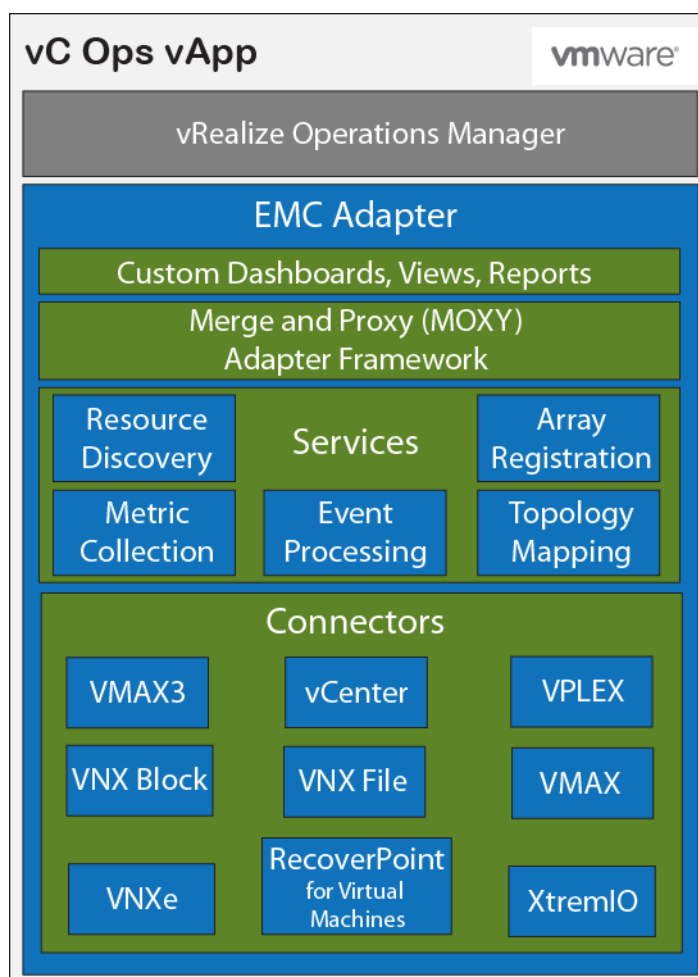 vC Ops vApp
vmware®
vRealize Operations Manager
EMC Adapter
Custom Dashboards, Views, Reports
Merge and Proxy (MOXY)
Adapter Framework
Resource
Discovery
Services
Array
Registration
Metric
Collection
Event
Processing
Topology
Mapping
Connectors
VMAX3
vCenter
VPLEX
VNX Block
VNX File
VMAX
VNXe
RecoverPoint
for Virtual
Machines
XtremIO